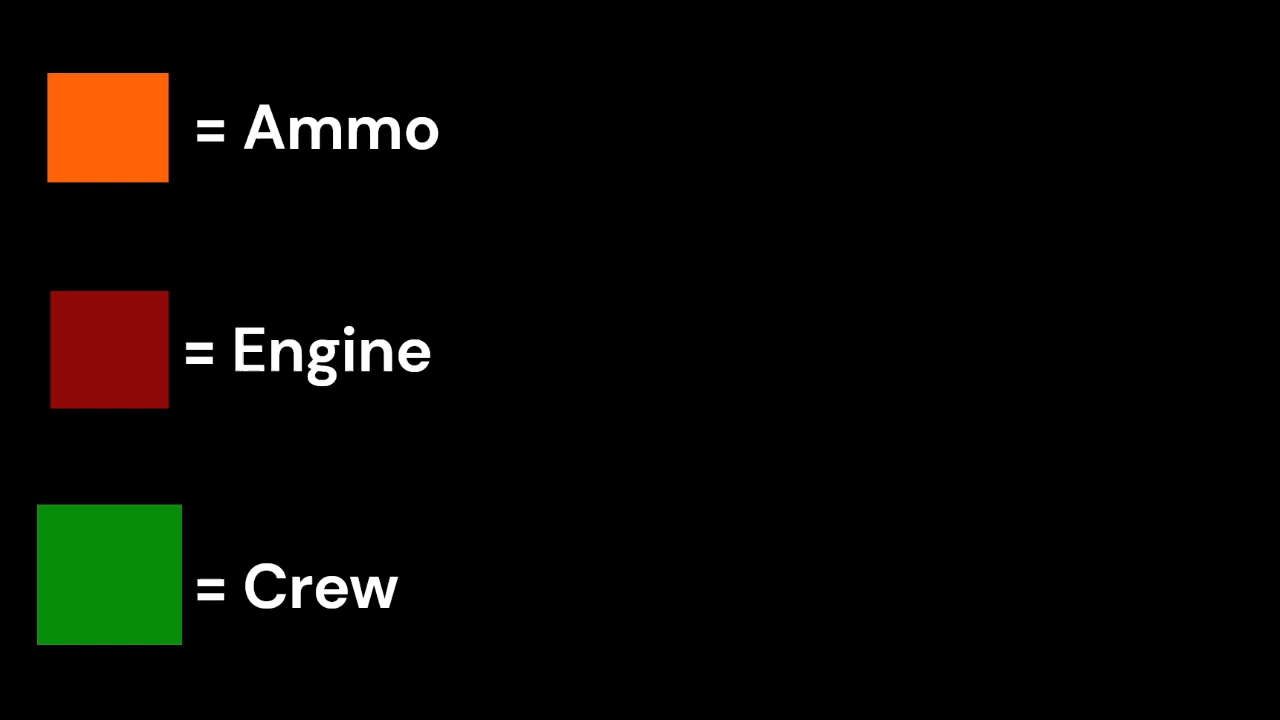 = Ammo
= Engine
= Crew